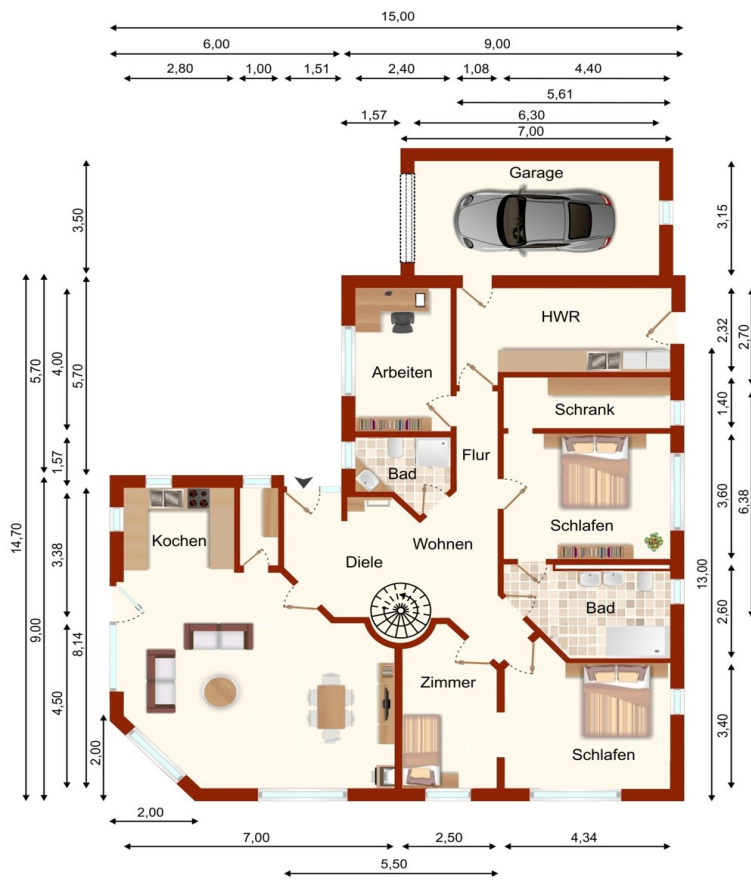 15,00
6,00 9,00
2,80 1,00 1,51 2,40 1,08 4,40
5,61
1,57 6,30
7,00
Garage
3,50
3,15
HWR
2,32
2,70
5,70
4,00
5,70
Arbeiten
1,40
Schrank
Flur
1,57
Bad
3,60
6,38
Schlafen
14,70
3,38
Kochen
Wohnen
Diele
13,00
2,60
Bad
9,00
8,14
4,50
Zimmer
3,40
2,00
Schlafen
2,00
7,00 2,50 4,34
5,50